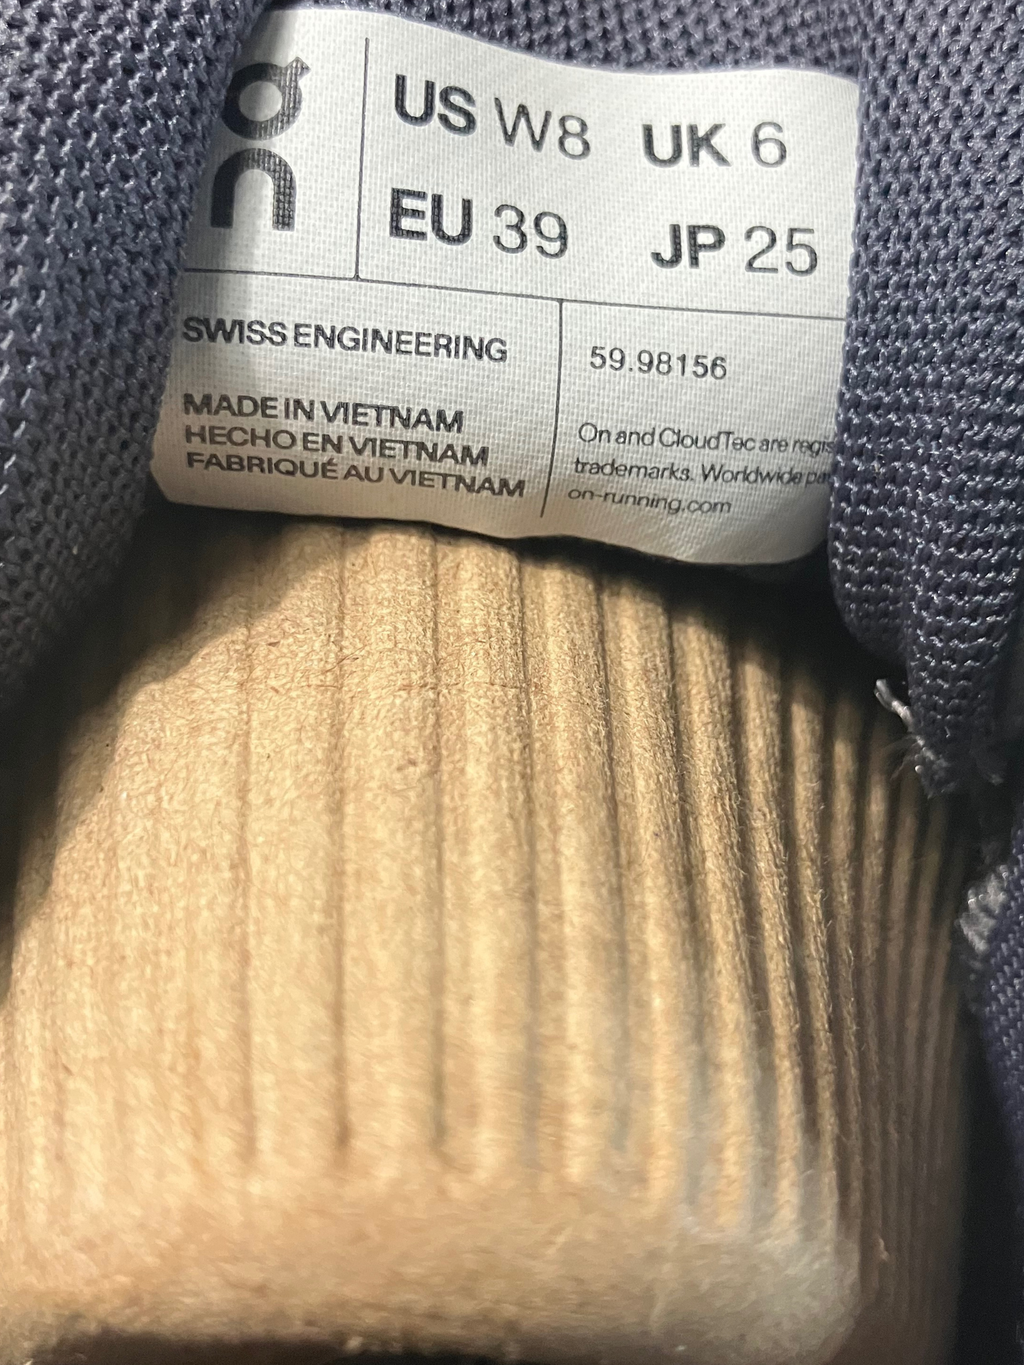 on
US W8 UK 6
EU 39 JP 25
SWISS ENGINEERING
MADE IN VIETNAM
HECHO EN VIETNAM
FABRIQUÉ AU VIETNAM
59.98156
On and CloudTec are regis
trademarks. Worldwide pa
on-running.com